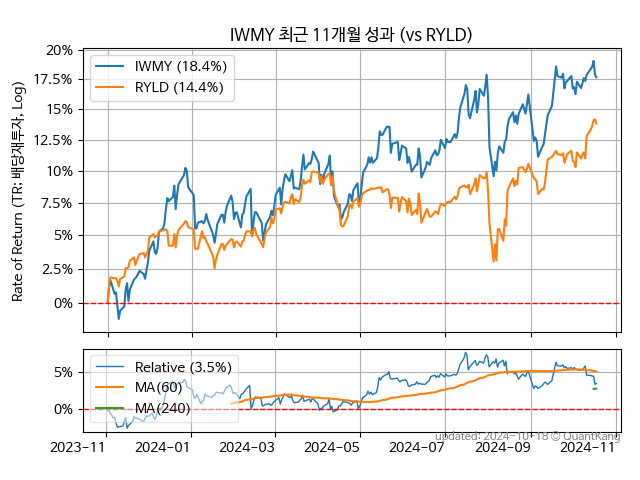 IWMY 최근 11개월 성과 (vs RYLD)
20%
17.5%
15%
12.5%
10%
7.5%
5%
2.5%
0%
Rate of Return (TR: 배당재투자, Log)
IWMY (18.4%)
RYLD (14.4%)
5%
0%
Relative (3.5%)
MA(60)
MA(240)
updated: 2024-10-18 © QuantKang
2023-11
2024-01
2024-03
2024-05
2024-07
2024-09
2024-11